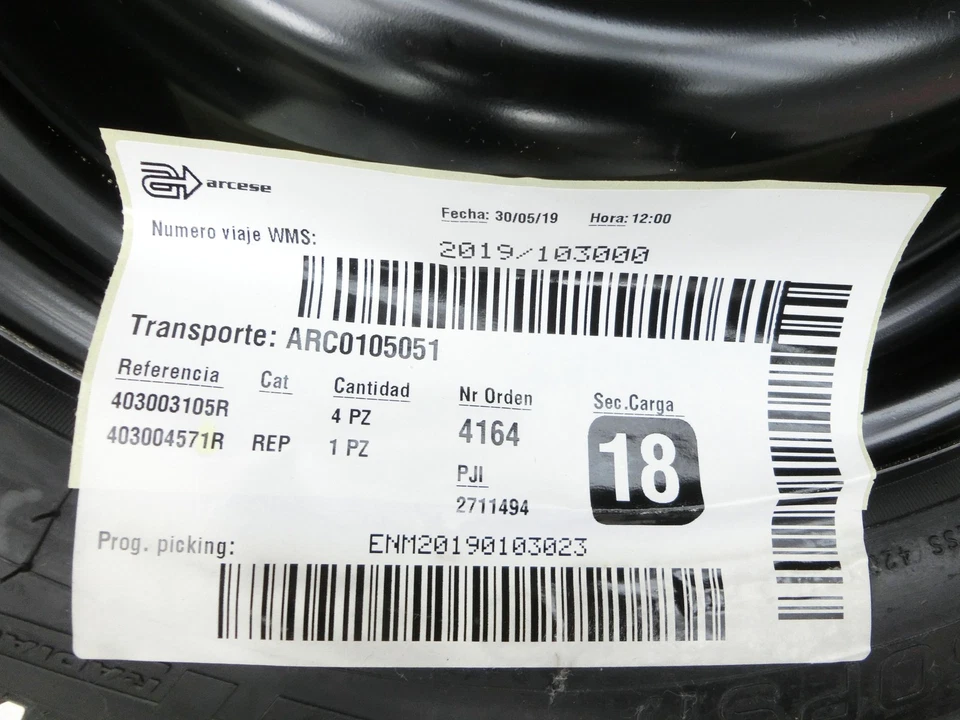 arcese
Fecha: 30/05/19 Hora: 12:00
Numero viaje WMS: 2019/103000
Transporte: ARC0105051
Referencia Cat Cantidad Nr Orden Sec.Carga
403003105R 4 PZ 4164 18
403004571R REP 1 PZ
PJI
2711494
Prog. picking: ENM20190103023